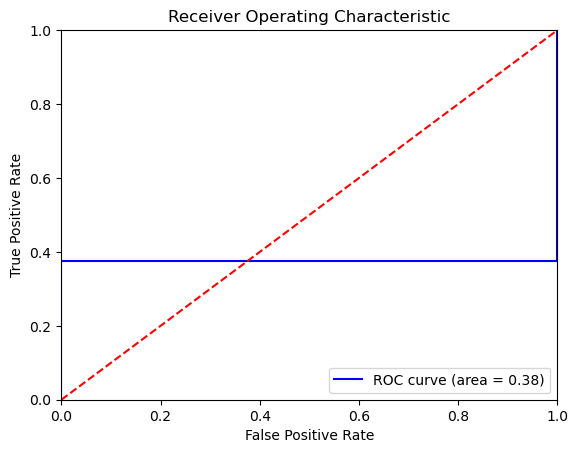 Receiver Operating Characteristic
1.0
0.8
0.6
0.4
0.2
0.0
True Positive Rate
ROC curve (area = 0.38)
0.0 0.2 0.4 0.6 0.8 1.0
False Positive Rate